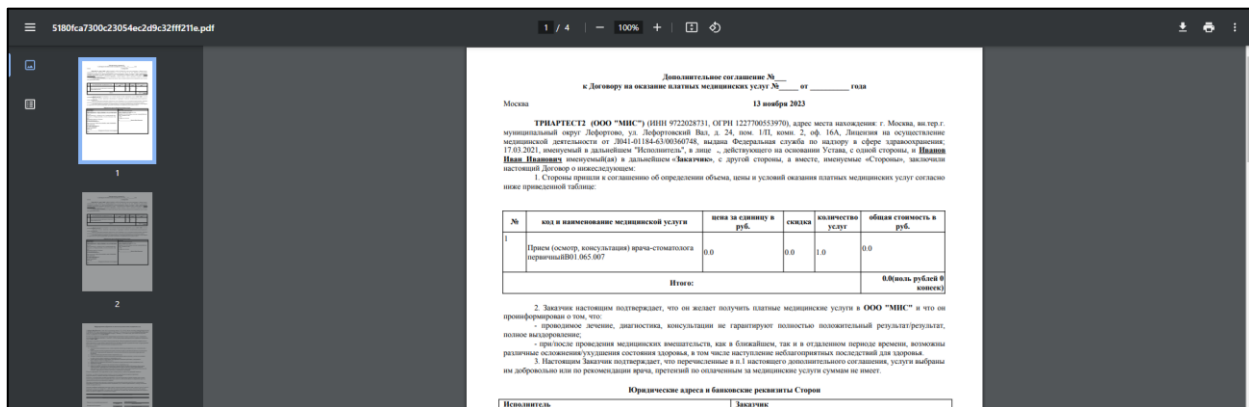 5180fca7300c23054ec2d9c32fff211e.pdf
1 / 4 | − 100% +
1
2
Дополнительное соглашение №___
к Договору на оказание платных медицинских услуг №_____ от __________ года
Москва 13 ноября 2023
ТРИАРТЕСТ2 (ООО "МИС") (ИНН 9722028731, ОГРН 1227700553970), адрес места нахождения: г. Москва, вн.тер.г.
муниципальный округ Лефортово, ул. Лефортовский Вал, д. 24, пом. 1/П, комн. 2, оф. 16А, Лицензия на осуществление
медицинской деятельности от Л041-01184-63/00360748, выдана Федеральная служба по надзору в сфере здравоохранения;
17.03.2021, именуемый в дальнейшем "Исполнитель", в лице ., действующего на основании Устава, с одной стороны, и Иванов
Иван Иванович именуемый(ая) в дальнейшем «Заказчик», с другой стороны, а вместе, именуемые «Стороны», заключили
настоящий Договор о нижеследующем:
1. Стороны пришли к соглашению об определении объема, цены и условий оказания платных медицинских услуг согласно
ниже приведенной таблице:
№ код и наименование медицинской услуги цена за единицу в руб. скидка количество услуг общая стоимость в руб.
1 Прием (осмотр, консультация) врача-стоматолога
первичныйB01.065.007 0.0 0.0 1.0 0.0
Итого: 0.0(ноль рублей 0 копеек)
2. Заказчик настоящим подтверждает, что он желает получить платные медицинские услуги в ООО "МИС" и что он
проинформирован о том, что:
- проводимое лечение, диагностика, консультации не гарантируют полностью положительный результат/результат,
полное выздоровление;
- при/после проведения медицинских вмешательств, как в ближайшем, так и в отдаленном периоде времени, возможны
различные осложнения/ухудшения состояния здоровья, в том числе наступление неблагоприятных последствий для здоровья.
3. Настоящим Заказчик подтверждает, что перечисленные в п.1 настоящего дополнительного соглашения, услуги выбраны
им добровольно или по рекомендации врача, претензий по оплаченным за медицинские услуги суммам не имеет.
Юридические адреса и банковские реквизиты Сторон
Исполнитель Заказчик